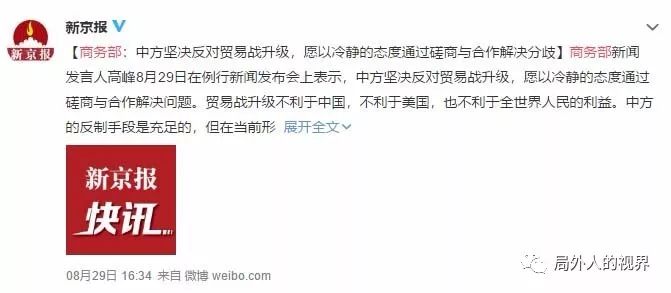 新京报
新京报
【商务部：中方坚决反对贸易战升级，愿以冷静的态度通过磋商与合作解决分歧】商务部新闻
发言人高峰8月29日在例行新闻发布会上表示，中方坚决反对贸易战升级，愿以冷静的态度通过
磋商与合作解决问题。贸易战升级不利于中国，不利于美国，也不利于全世界人民的利益。中方
的反制手段是充足的，但在当前形 展开全文
新京报
快讯
08月29日 16:34 来自 微博 weibo.com
局外人的视界